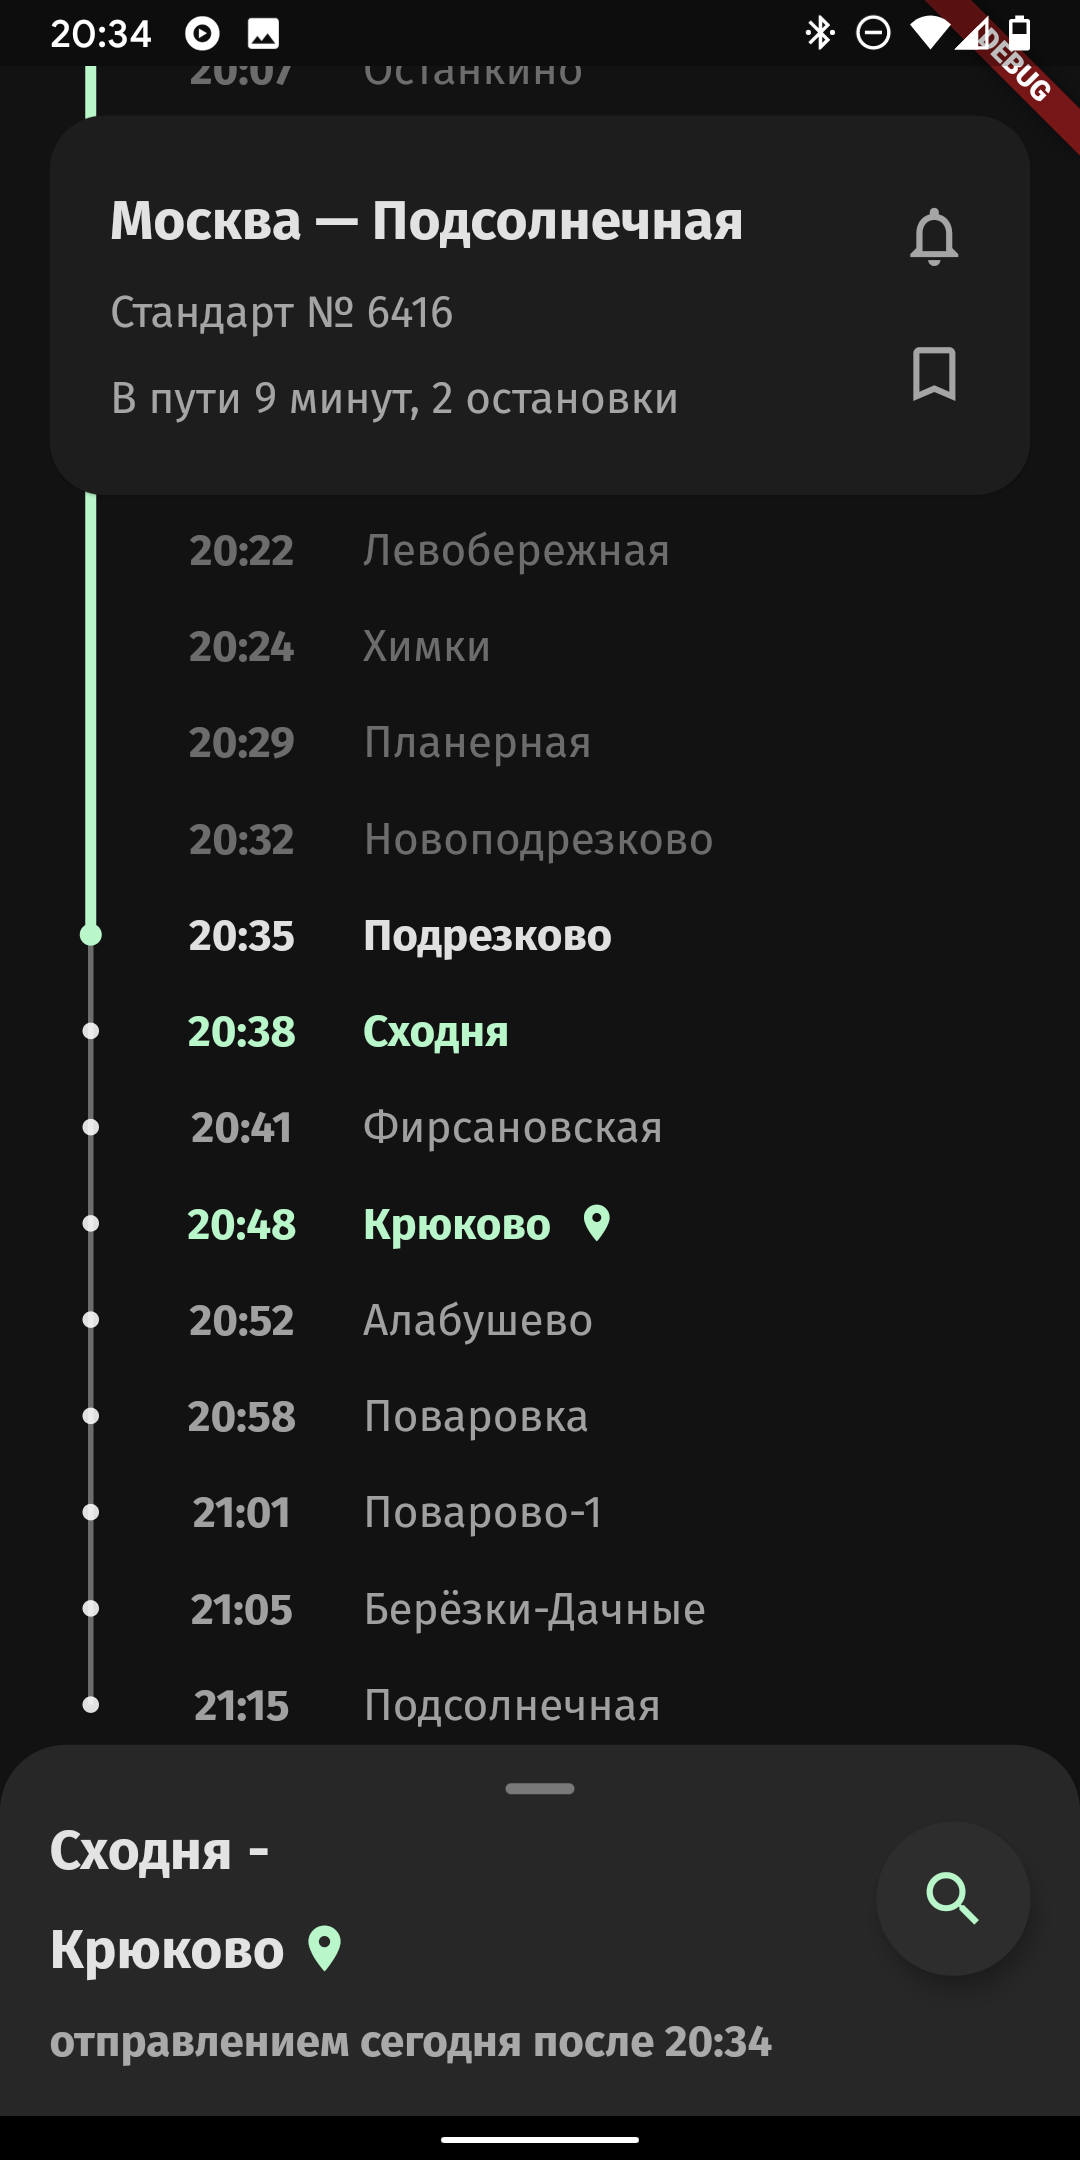 20:34
DEBUG
20:07 Останкино
Москва — Подсолнечная
Стандарт № 6416
В пути 9 минут, 2 остановки
20:22 Левобережная
20:24 Химки
20:29 Планерная
20:32 Новоподрезково
20:35 Подрезково
20:38 Сходня
20:41 Фирсановская
20:48 Крюково
20:52 Алабушево
20:58 Поваровка
21:01 Поварово-1
21:05 Берёзки-Дачные
21:15 Подсолнечная
Сходня -
Крюково
отправлением сегодня после 20:34